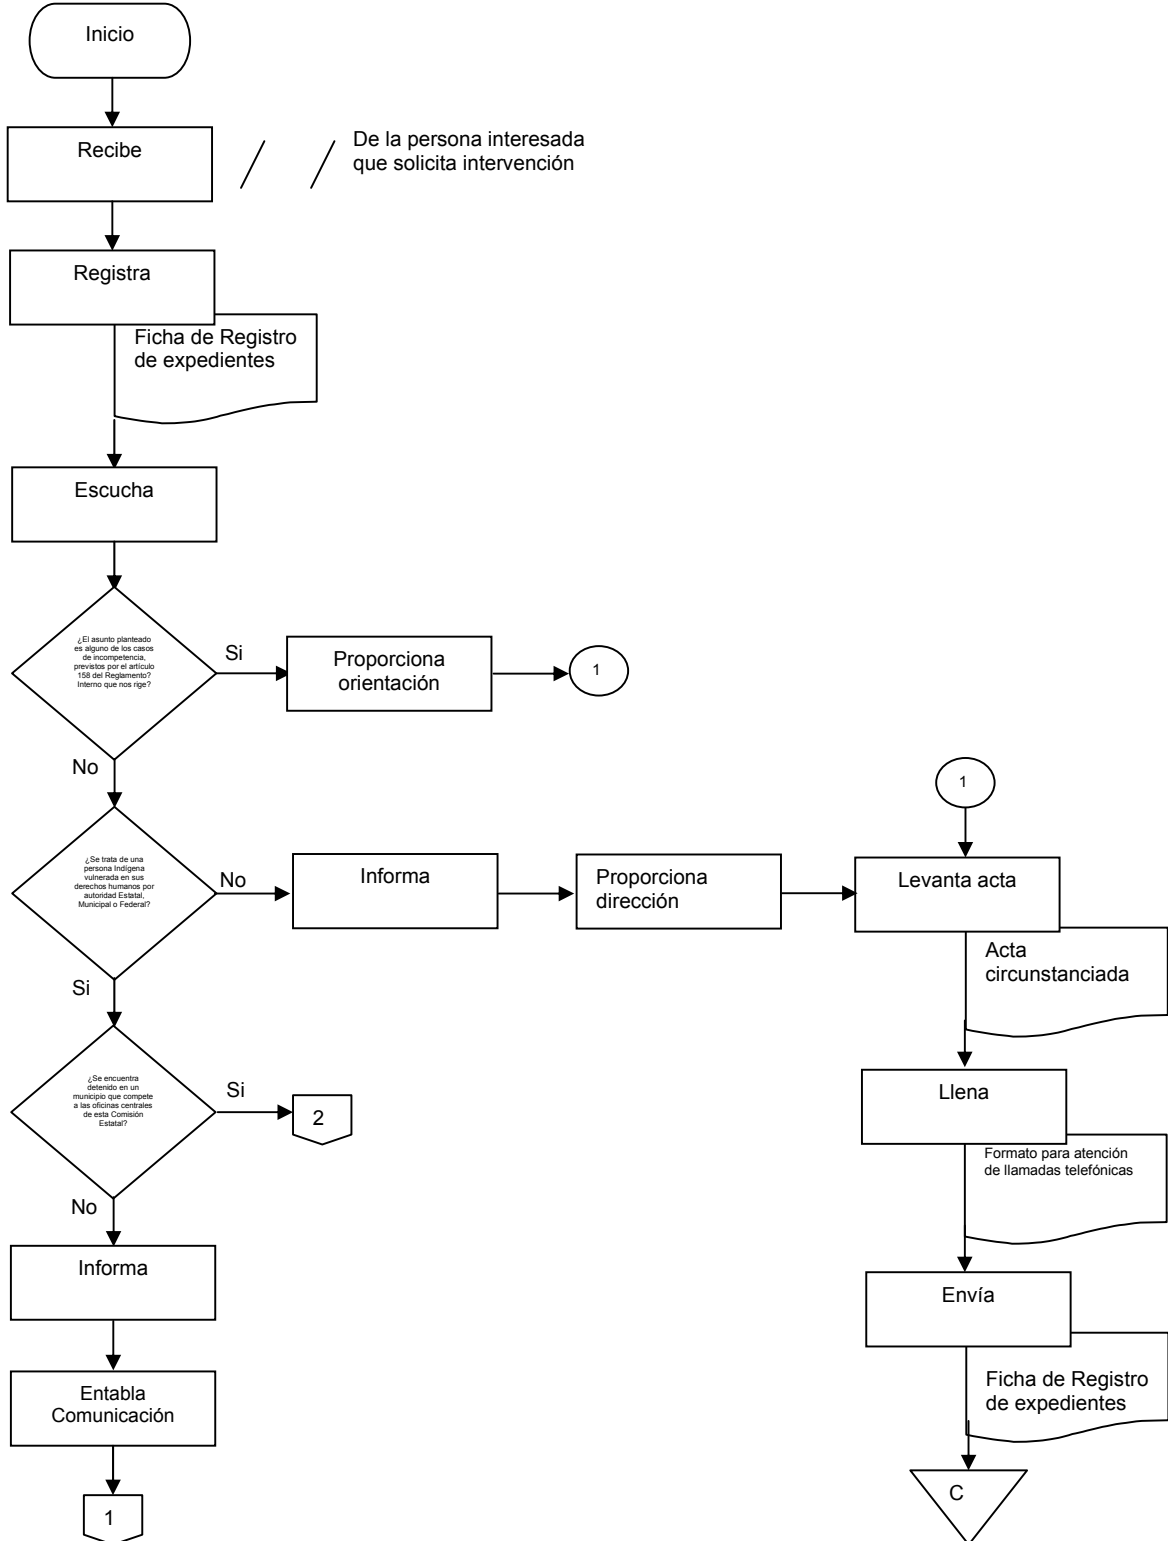 Inicio
Recibe
De la persona interesada
que solicita intervención
Registra
Ficha de Registro
de expedientes
Escucha
¿El asunto planteado
es alguno de los casos
de incompetencia,
previstos por el artículo
158 del Reglamento?
Interno que nos rige?
Si
Proporciona
orientación
1
No
¿Se trata de una
persona Indígena
vulnerada en sus
derechos humanos por
autoridad Estatal,
Municipal o Federal?
No
Informa
Proporciona
dirección
1
Levanta acta
Acta
circunstanciada
Si
¿Se encuentra
detenido en un
municipio que compete
a las oficinas centrales
de esta Comisión
Estatal?
Si
2
Llena
Formato para atención
de llamadas telefónicas
No
Informa
Envía
Ficha de Registro
de expedientes
Entabla
Comunicación
1
C